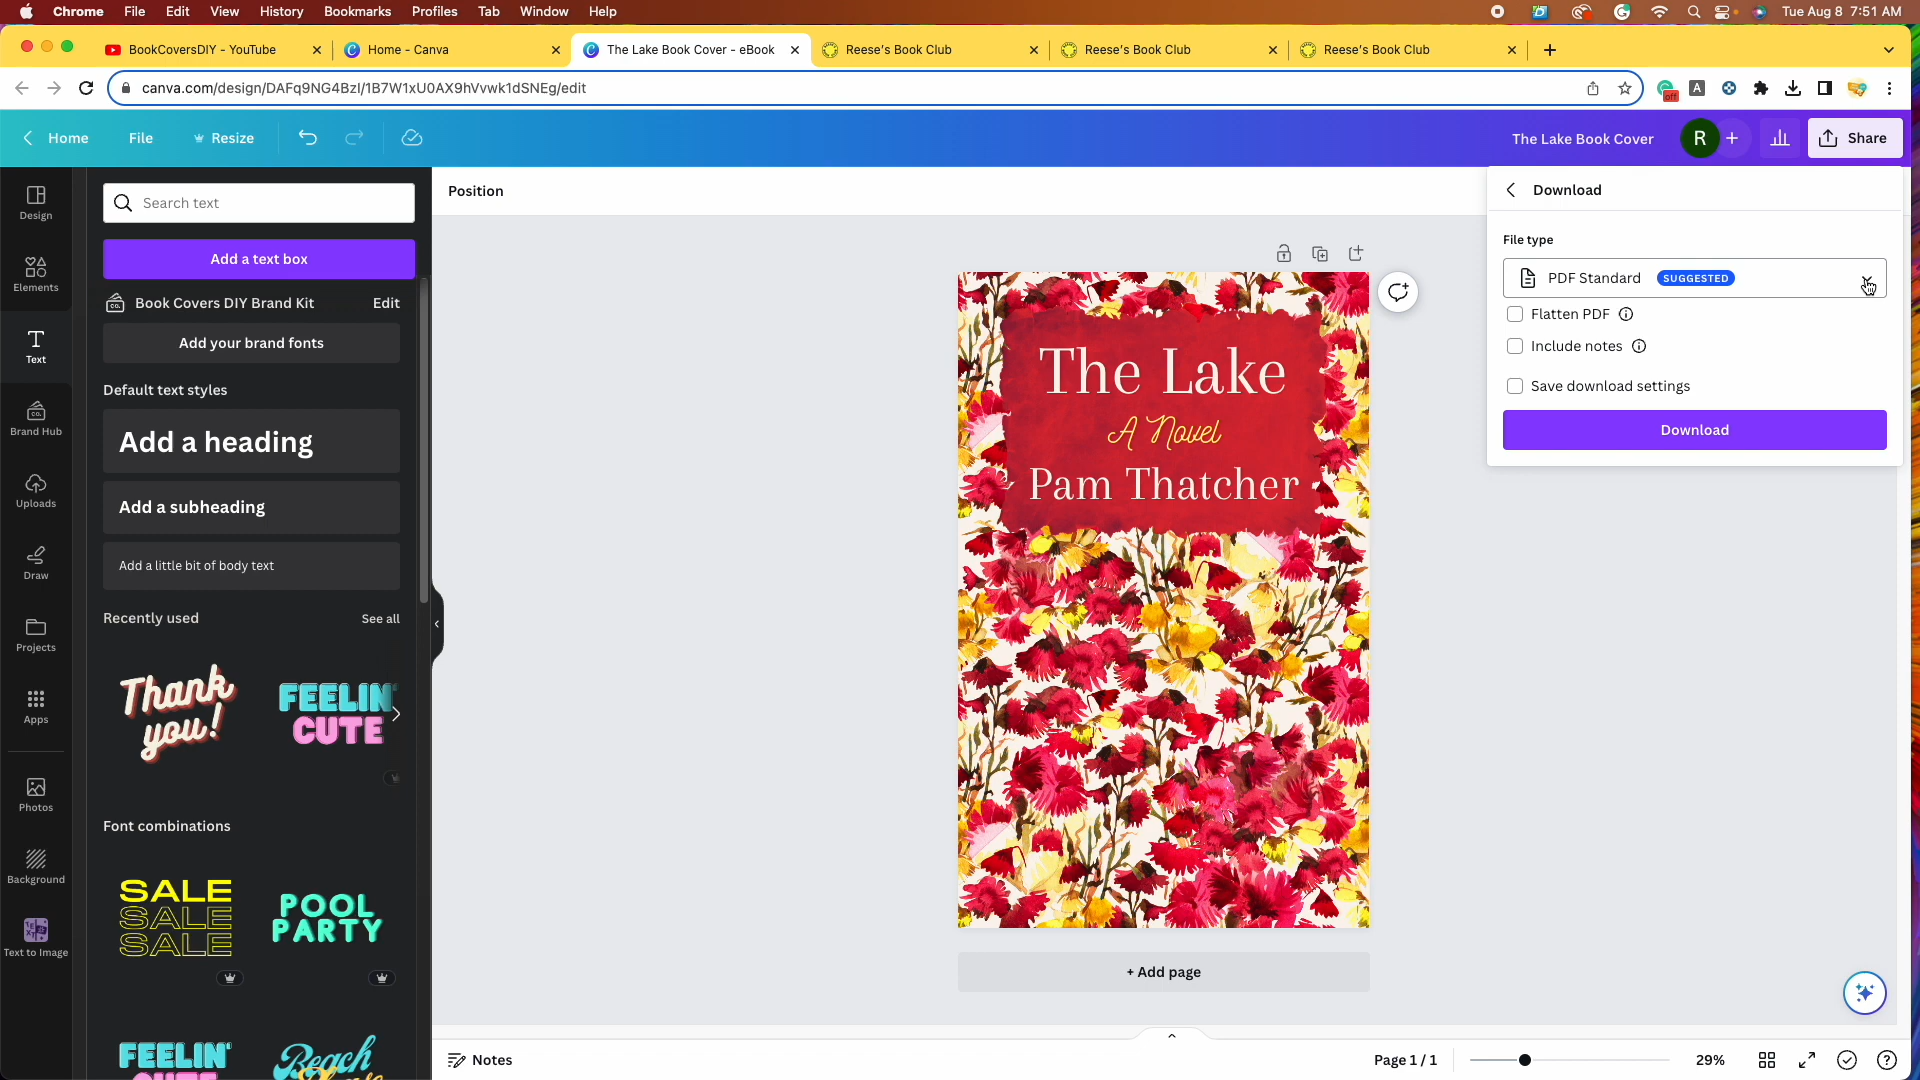 Chrome File Edit View History Bookmarks Profiles Tab Window Help Tue Aug 8 7:51 AM
BookCoversDIY - YouTube Home - Canva The Lake Book Cover - eBook Reese's Book Club Reese's Book Club Reese's Book Club
canva.com/design/DAFq9NG4BzI/1B7W1xU0AX9hVvwk1dSNEg/edit
off A
Home File Resize The Lake Book Cover R + Share
Design
Elements
Text
Brand Hub
Uploads
Draw
Projects
Apps
Photos
Background
Text to Image
Search text
Add a text box
Book Covers DIY Brand Kit Edit
Add your brand fonts
Default text styles
Add a heading
Add a subheading
Add a little bit of body text
Recently used See all
Thank you!
FEELIN' CUTE
Font combinations
SALE
SALE
SALE
POOL
PARTY
FEELIN'
CUTE
Beach
Position
The Lake
A Novel
Pam Thatcher
+ Add page
Download
File type
PDF Standard SUGGESTED
Flatten PDF
Include notes
Save download settings
Download
Notes Page 1 / 1 29%